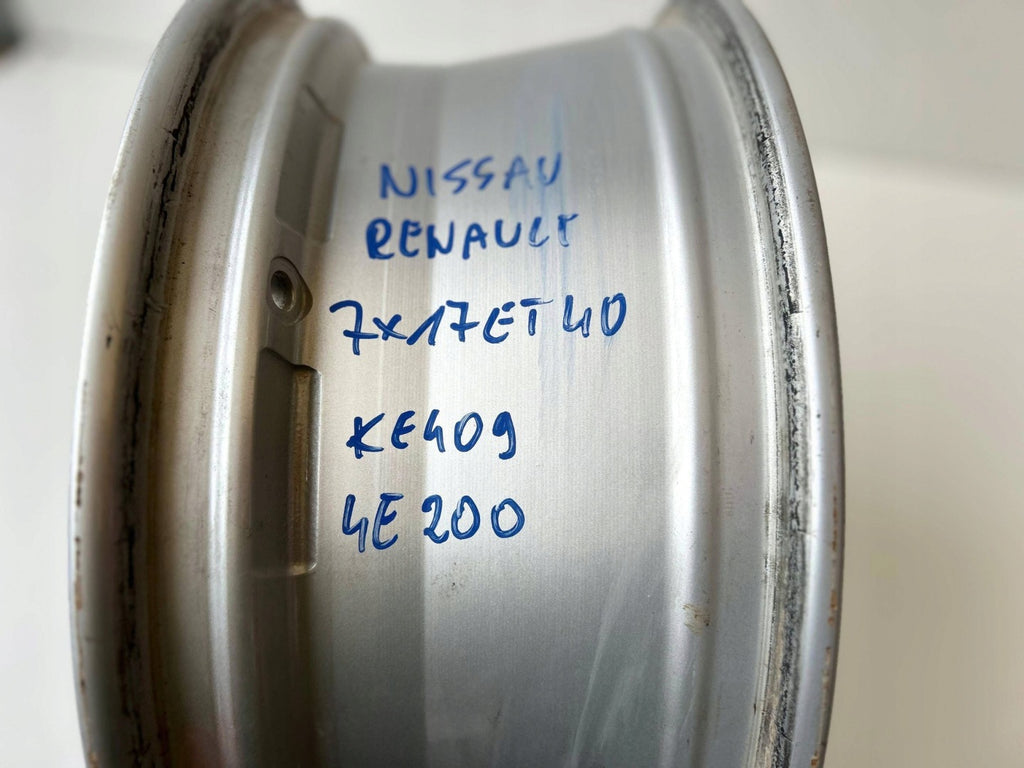 NISSAN
RENAULT
7x17ET40
KE409
4E200